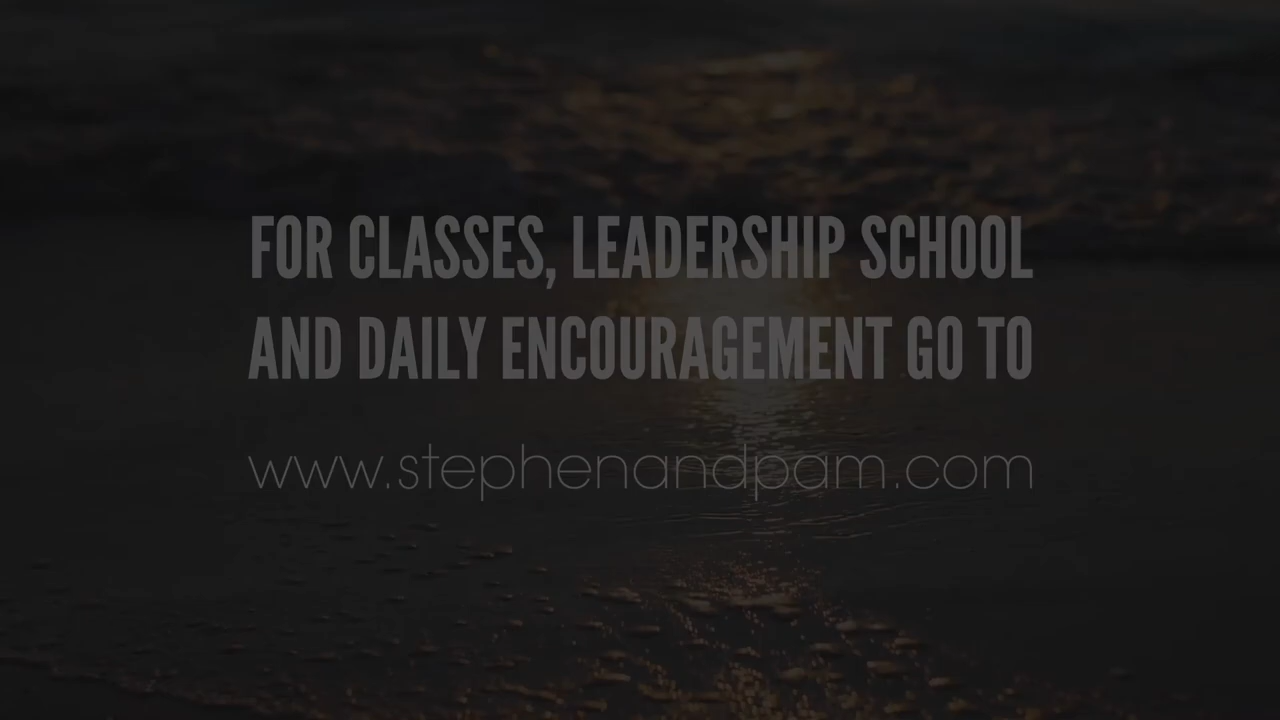 FOR CLASSES, LEADERSHIP SCHOOL
AND DAILY ENCOURAGEMENT GO TO
www.stephenandpam.com